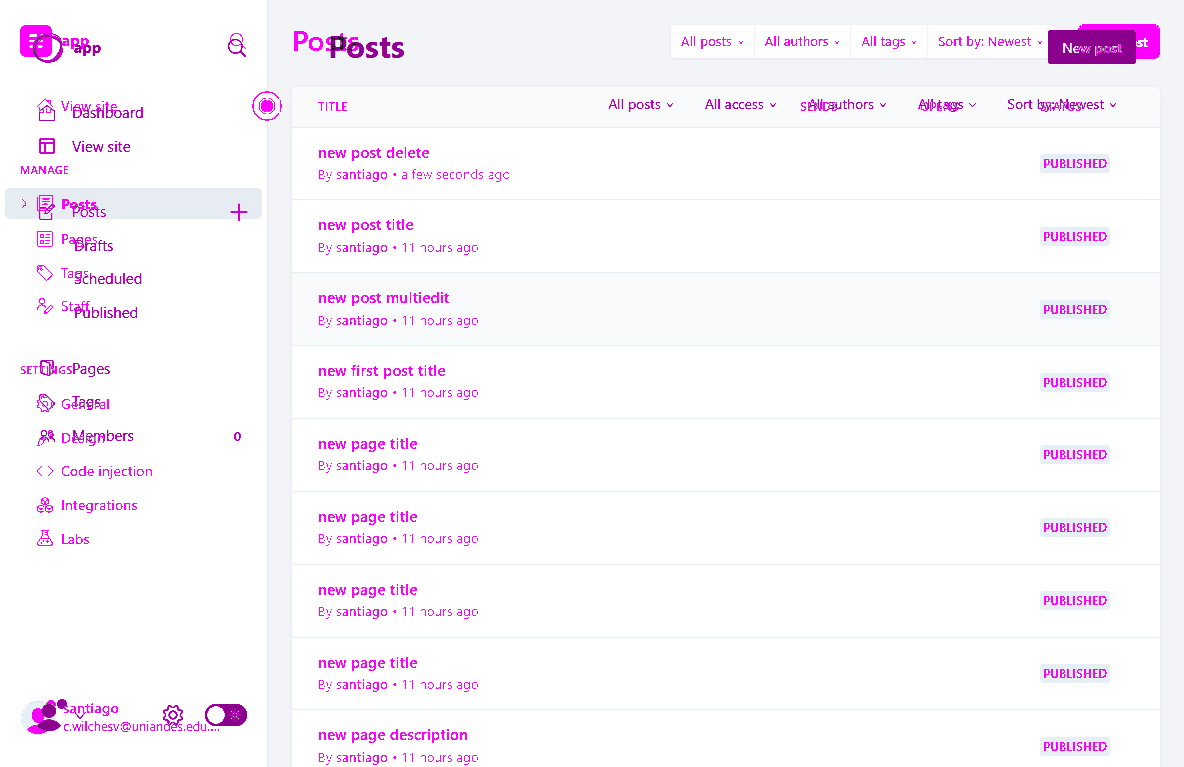 app
app
Posts
Posts
All posts
All authors
All tags
Sort by: Newest
New post
View site
Dashboard
View site
MANAGE
Posts
Posts
Pages
Drafts
Tags
Scheduled
Staff
Published
SETTINGS
Pages
General
Tags
Design
Members 0
Code injection
Integrations
Labs
santiago
c.wilchesv@uniandes.edu....
TITLE
SENDS
OPENS
STATUS
All posts
All access
All authors
All tags
Sort by: Newest
new post delete
By santiago • a few seconds ago
PUBLISHED
new post title
By santiago • 11 hours ago
PUBLISHED
new post multiedit
By santiago • 11 hours ago
PUBLISHED
new first post title
By santiago • 11 hours ago
PUBLISHED
new page title
By santiago • 11 hours ago
PUBLISHED
new page title
By santiago • 11 hours ago
PUBLISHED
new page title
By santiago • 11 hours ago
PUBLISHED
new page title
By santiago • 11 hours ago
PUBLISHED
new page description
By santiago • 11 hours ago
PUBLISHED